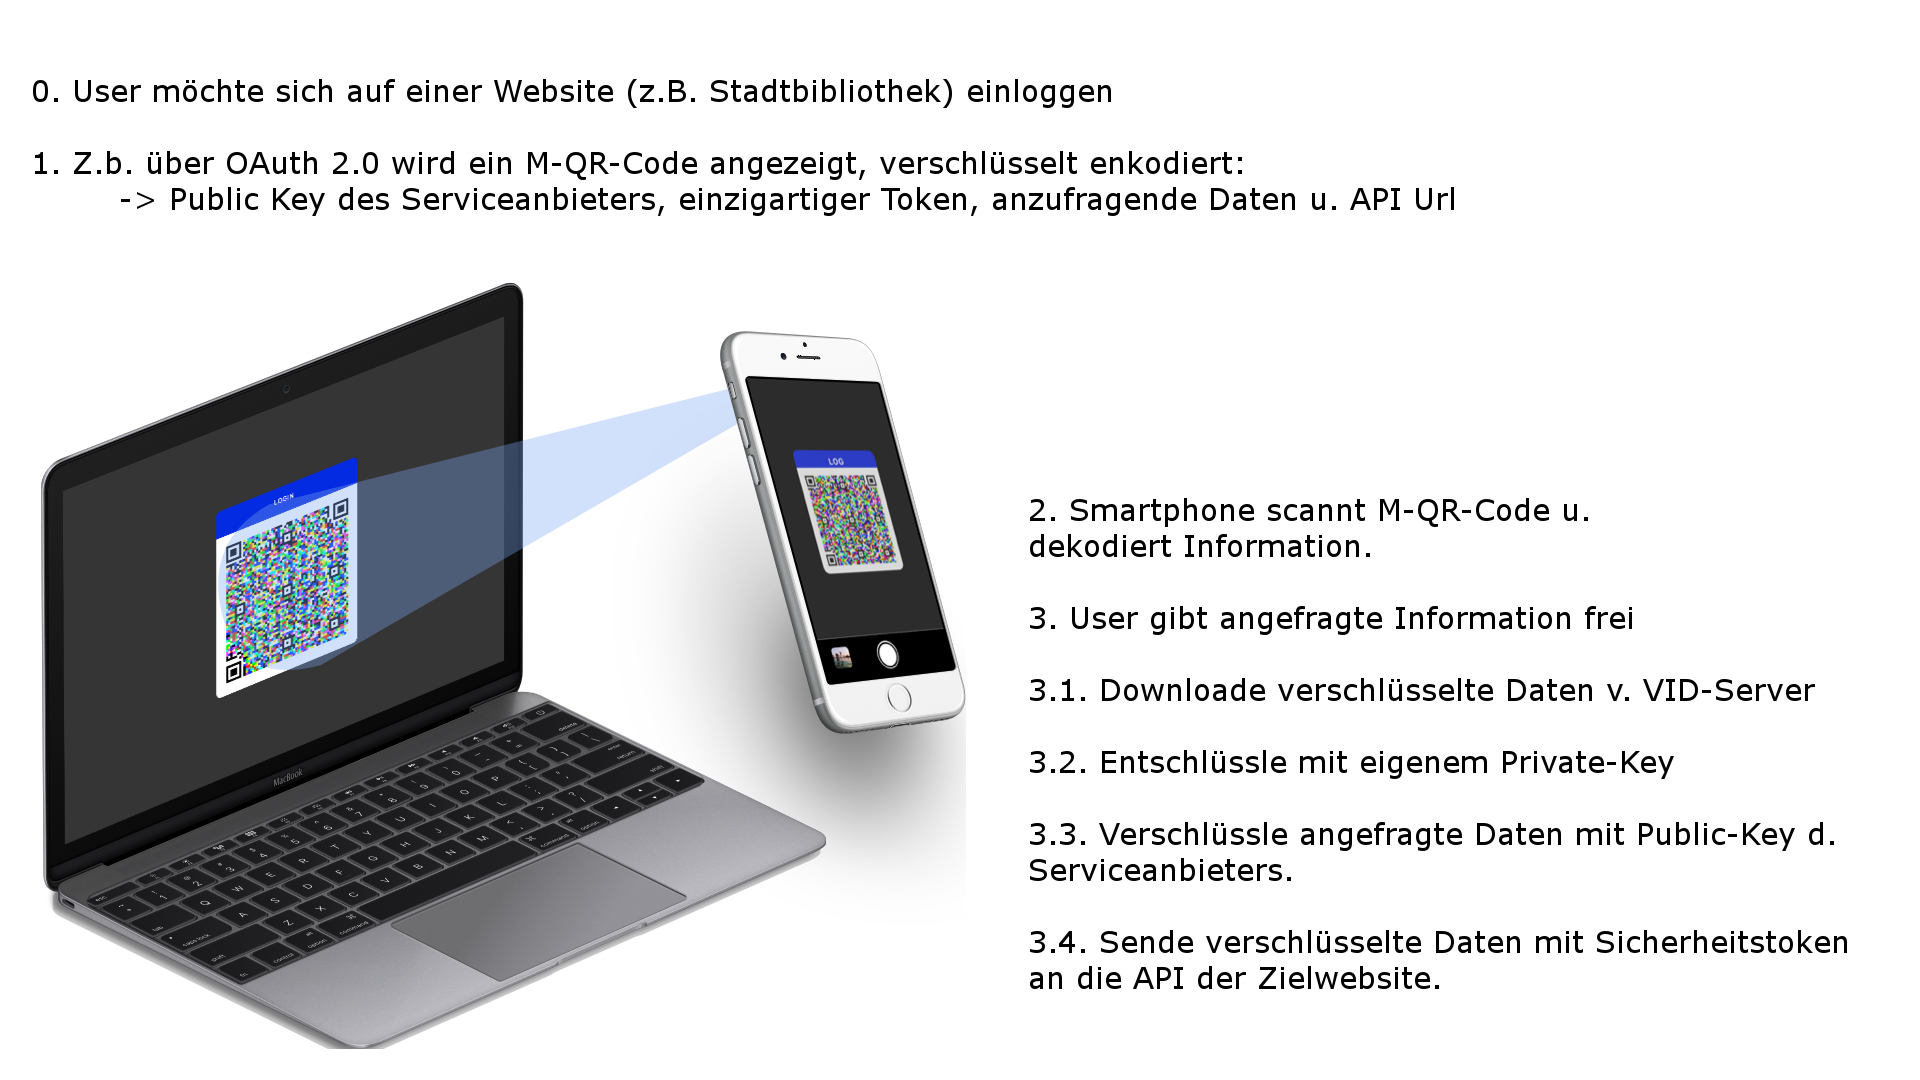 0. User möchte sich auf einer Website (z.B. Stadtbibliothek) einloggen
1. Z.b. über OAuth 2.0 wird ein M-QR-Code angezeigt, verschlüsselt enkodiert:
-> Public Key des Serviceanbieters, einzigartiger Token, anzufragende Daten u. API Url
LOGIN
LOG
MacBook
2. Smartphone scannt M-QR-Code u.
dekodiert Information.
3. User gibt angefragte Information frei
3.1. Downloade verschlüsselte Daten v. VID-Server
3.2. Entschlüssle mit eigenem Private-Key
3.3. Verschlüssle angefragte Daten mit Public-Key d.
Serviceanbieters.
3.4. Sende verschlüsselte Daten mit Sicherheitstoken
an die API der Zielwebsite.